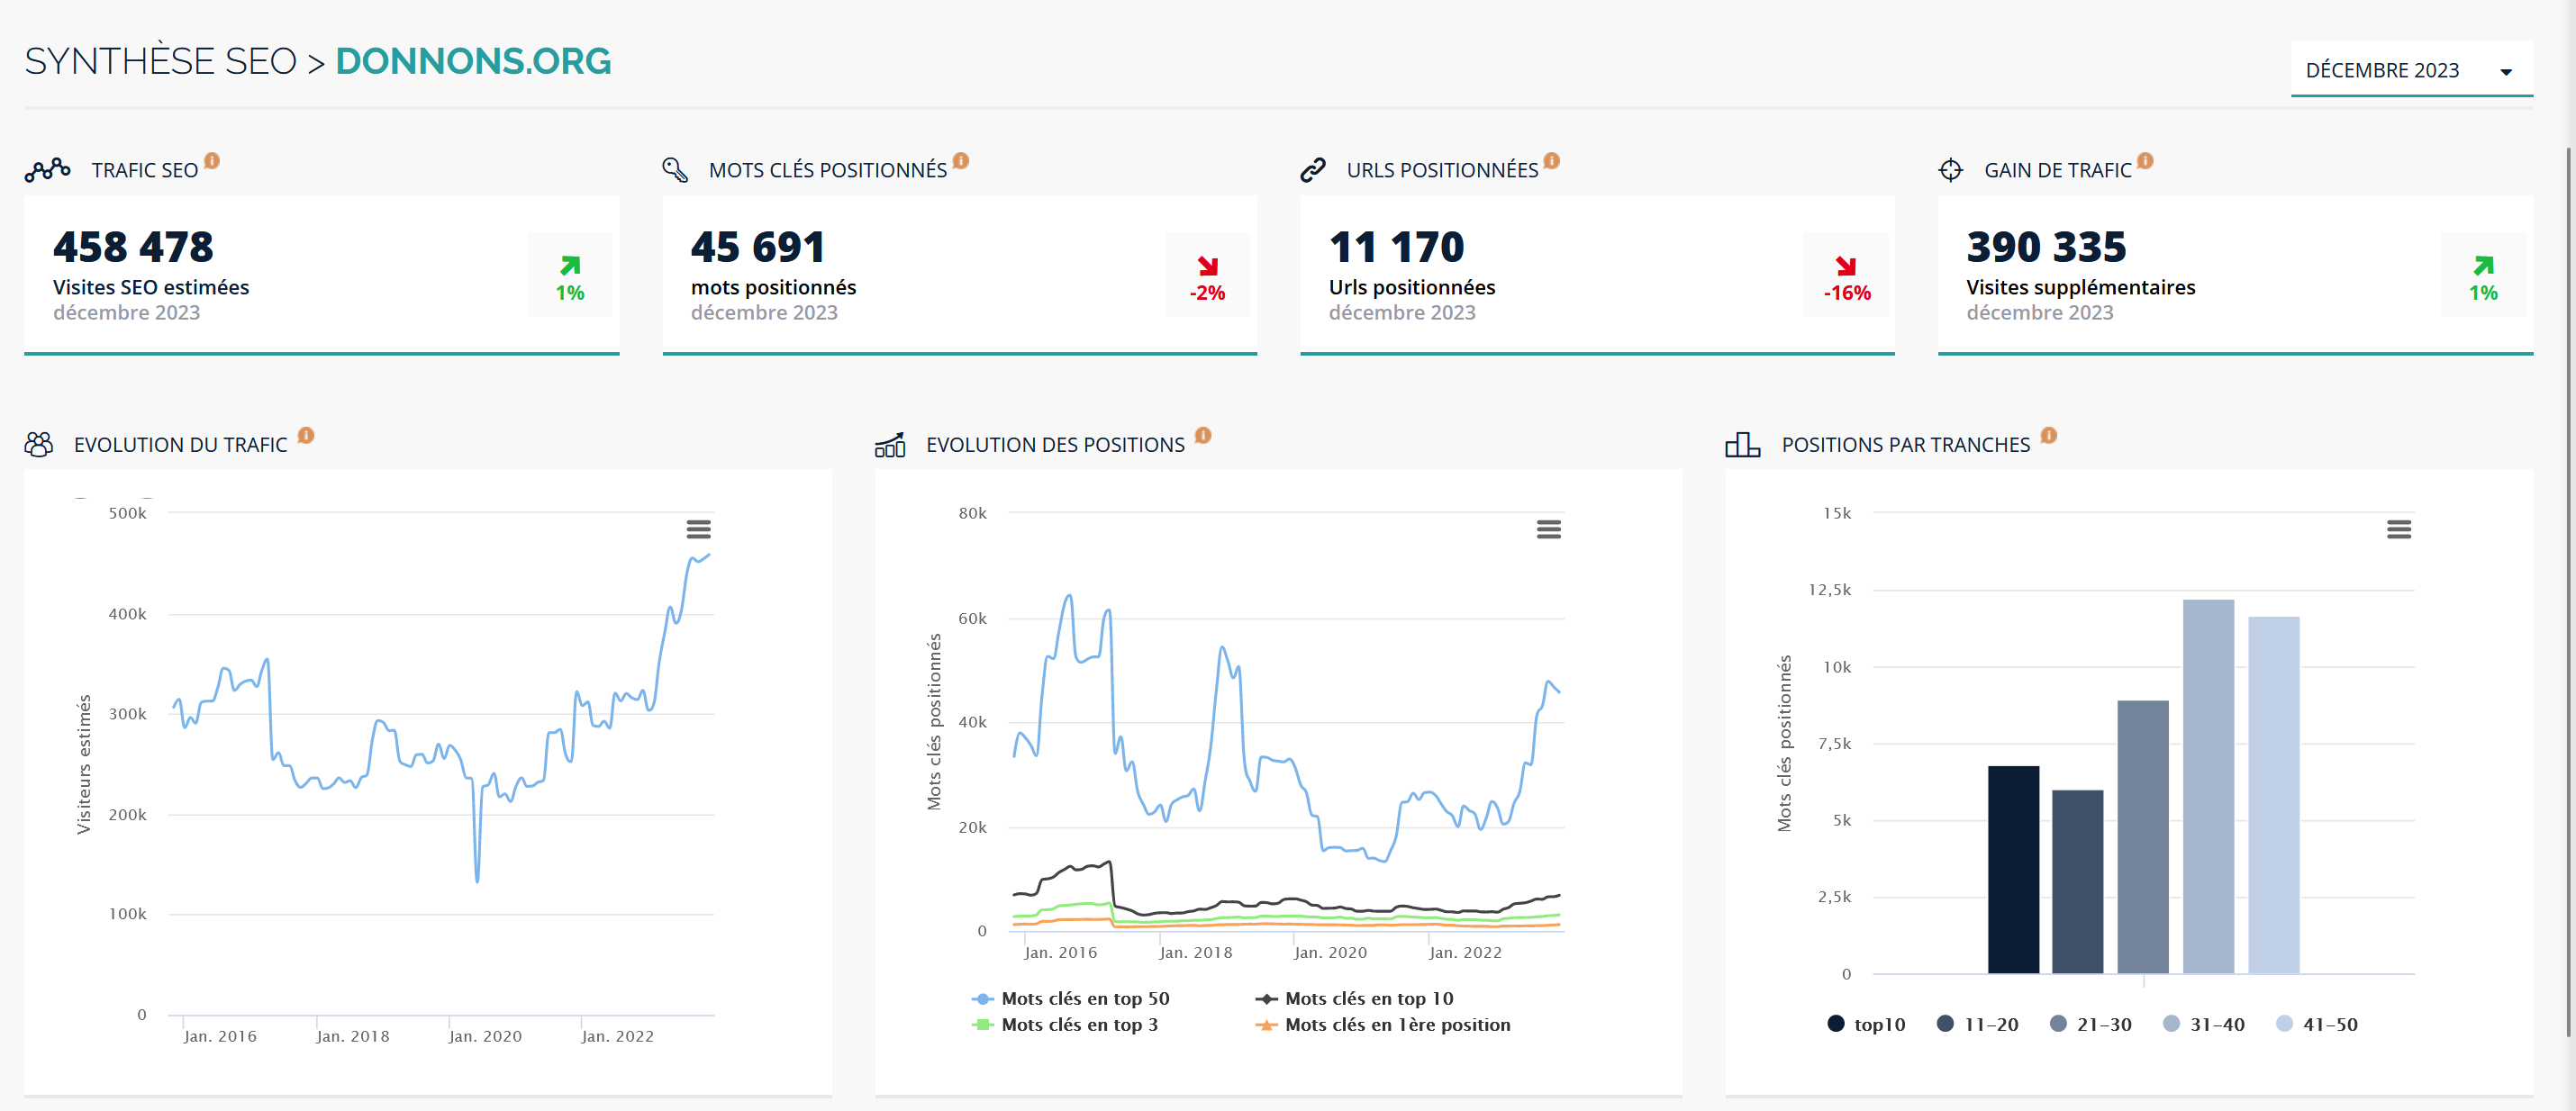 SYNTHÈSE SEO > DONNONS.ORG
DÉCEMBRE 2023
TRAFIC SEO
458 478
Visites SEO estimées
décembre 2023
1%
MOTS CLÉS POSITIONNÉS
45 691
mots positionnés
décembre 2023
-2%
URLS POSITIONNÉES
11 170
Urls positionnées
décembre 2023
-16%
GAIN DE TRAFIC
390 335
Visites supplémentaires
décembre 2023
1%
EVOLUTION DU TRAFIC
Visiteurs estimés
500k
400k
300k
200k
100k
0
Jan. 2016
Jan. 2018
Jan. 2020
Jan. 2022
EVOLUTION DES POSITIONS
Mots clés positionnés
80k
60k
40k
20k
0
Jan. 2016
Jan. 2018
Jan. 2020
Jan. 2022
Mots clés en top 50
Mots clés en top 10
Mots clés en top 3
Mots clés en 1ère position
POSITIONS PAR TRANCHES
Mots clés positionnés
15k
12,5k
10k
7,5k
5k
2,5k
0
top10
11-20
21-30
31-40
41-50